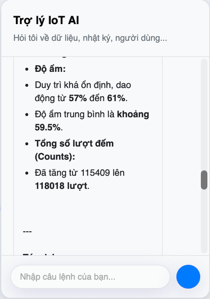 Trợ lý IoT AI
Hỏi tôi về dữ liệu, nhật ký, người dùng...
• Độ ẩm:
• Duy trì khá ổn định, dao
động từ 57% đến 61%.
• Độ ẩm trung bình là khoảng
59.5%.
• Tổng số lượt đếm
(Counts):
• Đã tăng từ 115409 lên
118018 lượt.
---
Nhập câu lệnh của bạn...